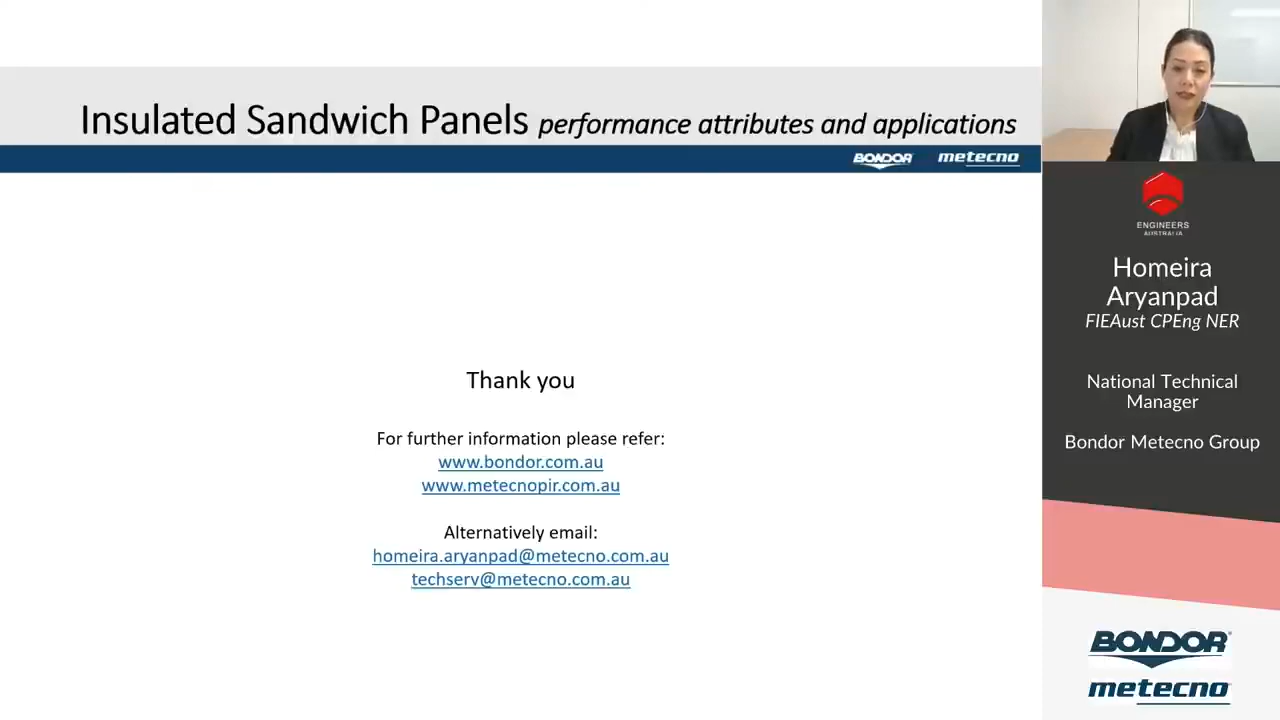 Insulated Sandwich Panels performance attributes and applications
BONDOR metecno
Thank you
For further information please refer:
www.bondor.com.au
www.metecnopir.com.au
Alternatively email:
homeira.aryanpad@metecno.com.au
techserv@metecno.com.au
ENGINEERS
AUSTRALIA
Homeira
Aryanpad
FIEAust CPEng NER
National Technical
Manager
Bondor Metecno Group
BONDOR
metecno